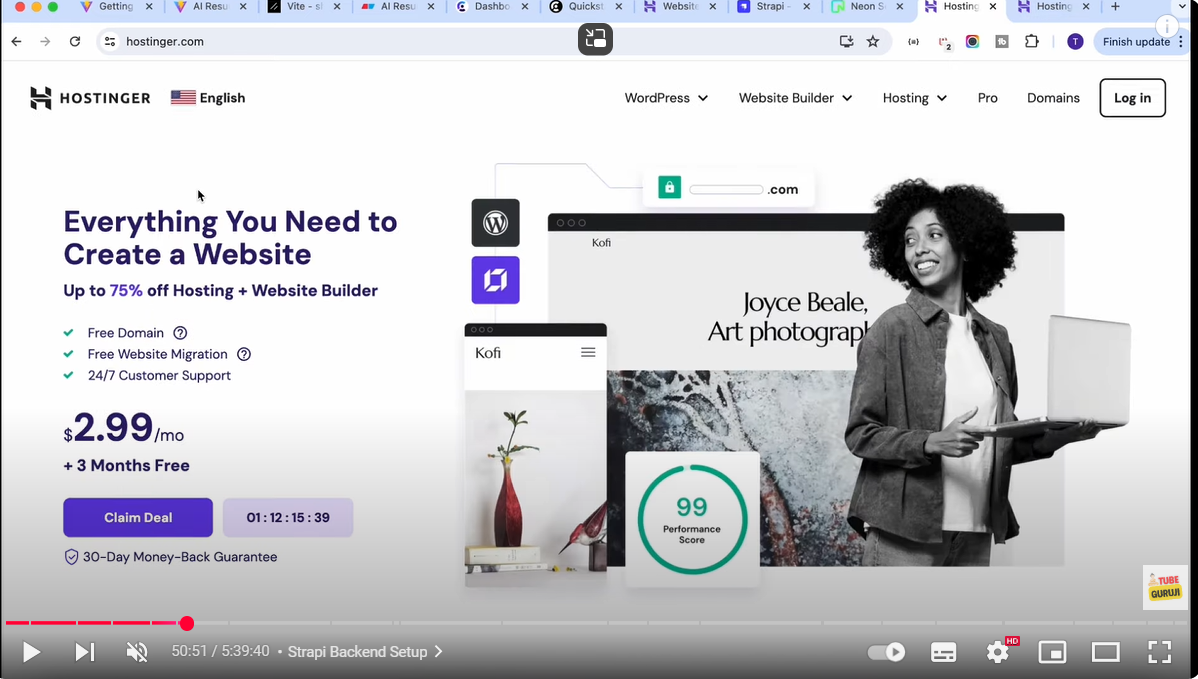 Getting
AI Resu
Vite - sl
AI Resu
Dashbo
Quickst
Website
Strapi -
Neon S
Hosting
Hosting
hostinger.com
2
T
Finish update
HOSTINGER
English
WordPress
Website Builder
Hosting
Pro
Domains
Log in
.com
Everything You Need to
Create a Website
Up to 75% off Hosting + Website Builder
Free Domain
Free Website Migration
24/7 Customer Support
$2.99/mo
+ 3 Months Free
Claim Deal
01 : 12 : 15 : 39
30-Day Money-Back Guarantee
Kofi
Joyce Beale,
Art photograph
Kofi
99
Performance
Score
TUBE
GURUJI
50:51 / 5:39:40 • Strapi Backend Setup
HD